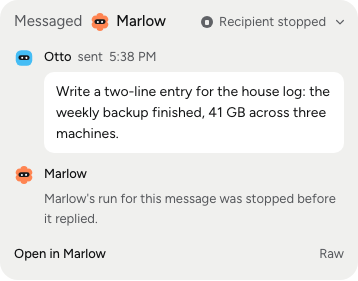 Messaged Marlow Recipient stopped
Otto sent 5:38 PM
Write a two-line entry for the house log: the
weekly backup finished, 41 GB across three
machines.
Marlow
Marlow's run for this message was stopped before
it replied.
Open in Marlow Raw